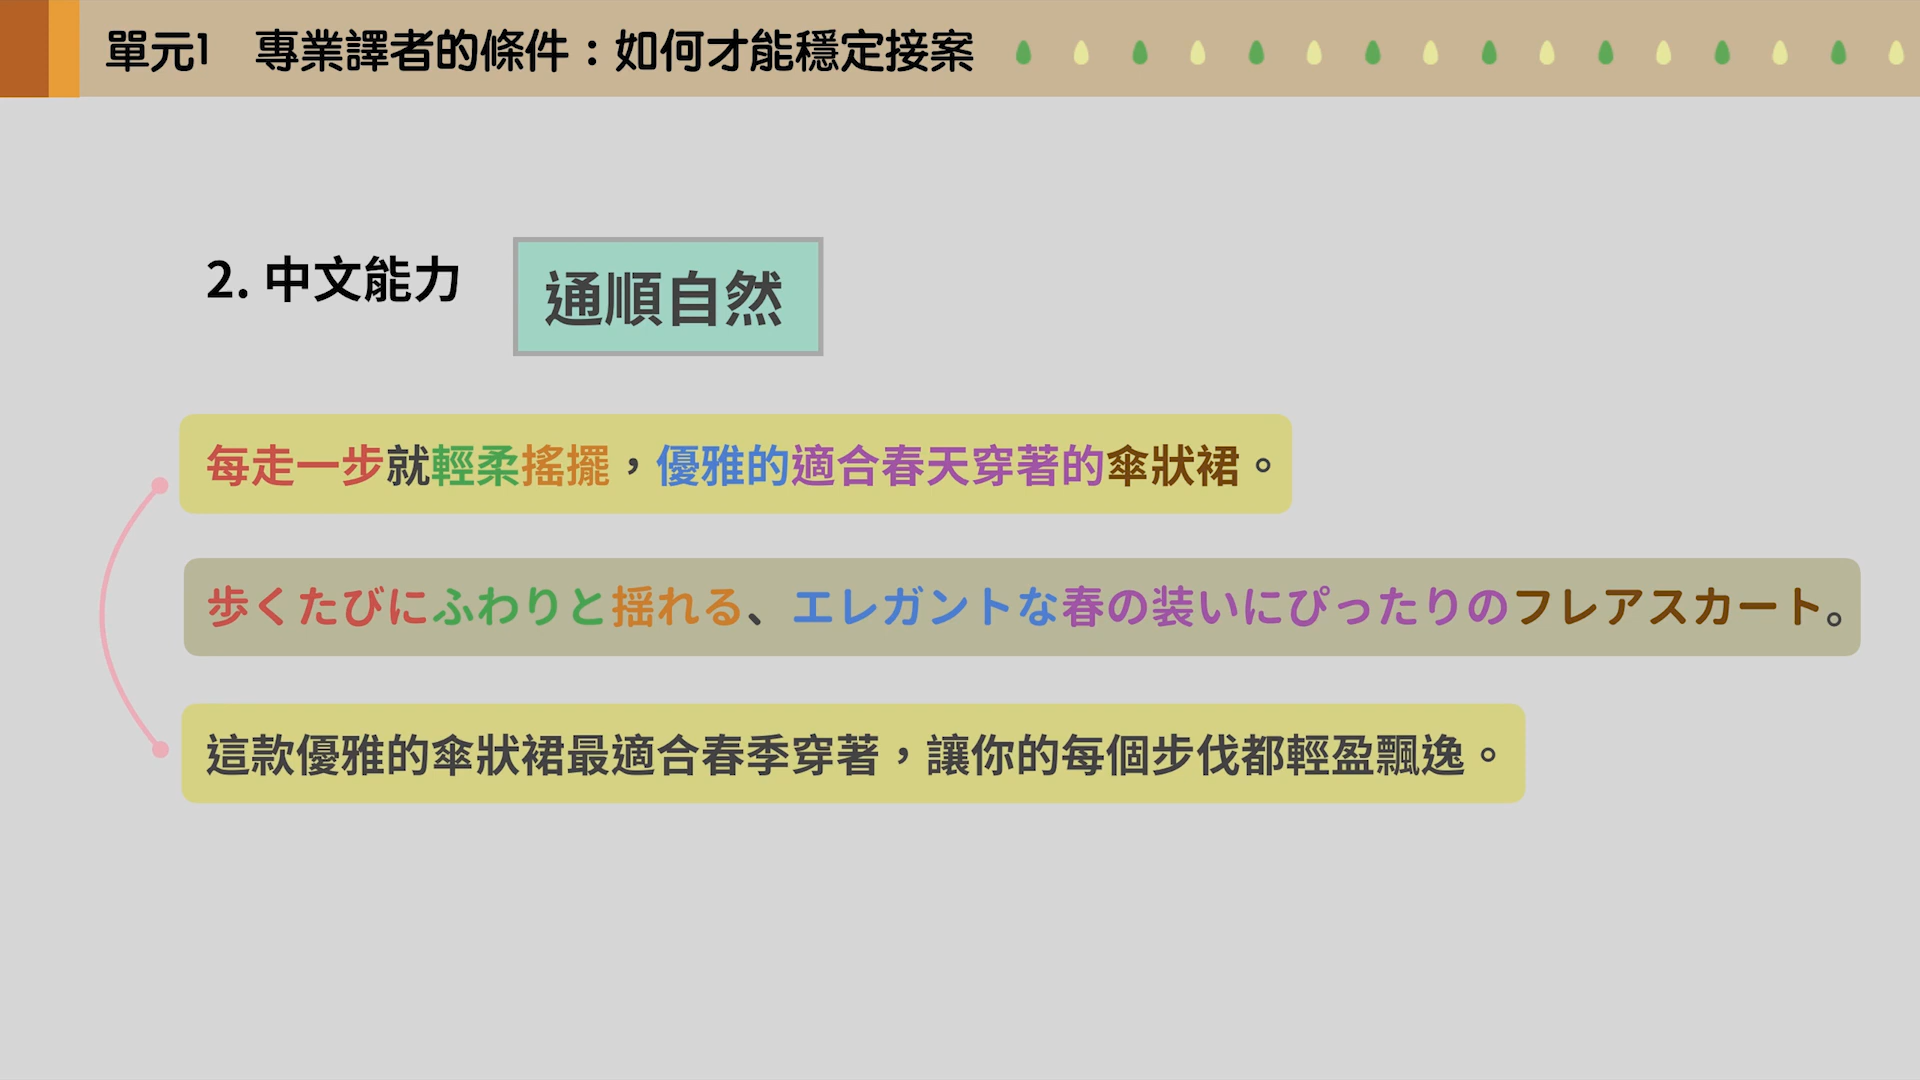 單元1　專業譯者的條件：如何才能穩定接案
2. 中文能力
通順自然
每走一步就輕柔搖擺，優雅的適合春天穿著的傘狀裙。
歩くたびにふわりと揺れる、エレガントな春の装いにぴったりのフレアスカート。
這款優雅的傘狀裙最適合春季穿著，讓你的每個步伐都輕盈飄逸。